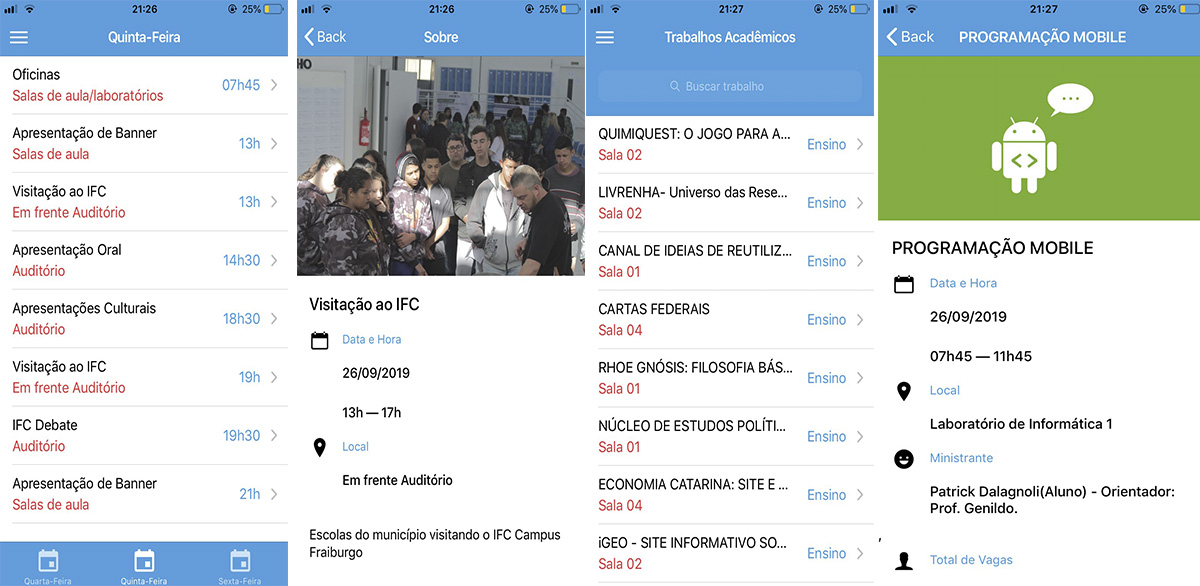 21:26
25%
Quinta-Feira
Oficinas
Salas de aula/laboratórios
07h45
Apresentação de Banner
Salas de aula
13h
Visitação ao IFC
Em frente Auditório
13h
Apresentação Oral
Auditório
14h30
Apresentações Culturais
Auditório
18h30
Visitação ao IFC
Em frente Auditório
19h
IFC Debate
Auditório
19h30
Apresentação de Banner
Salas de aula
21h
Quarta-Feira
Quinta-Feira
Sexta-Feira
21:26
25%
Back
Sobre
HO
Visitação ao IFC
Data e Hora
26/09/2019
13h — 17h
Local
Em frente Auditório
Escolas do município visitando o IFC Campus
Fraiburgo
21:27
25%
Trabalhos Acadêmicos
Buscar trabalho
QUIMIQUEST: O JOGO PARA A...
Sala 02
Ensino
LIVRENHA- Universo das Rese...
Sala 02
Ensino
CANAL DE IDEIAS DE REUTILIZ...
Sala 01
Ensino
CARTAS FEDERAIS
Sala 04
Ensino
RHOE GNÓSIS: FILOSOFIA BÁS...
Sala 01
Ensino
NÚCLEO DE ESTUDOS POLÍTI...
Sala 01
Ensino
ECONOMIA CATARINA: SITE E ...
Sala 04
Ensino
iGEO - SITE INFORMATIVO SO...
Sala 02
Ensino
21:27
25%
Back
PROGRAMAÇÃO MOBILE
PROGRAMAÇÃO MOBILE
Data e Hora
26/09/2019
07h45 — 11h45
Local
Laboratório de Informática 1
Ministrante
Patrick Dalagnoli(Aluno) - Orientador:
Prof. Genildo.
Total de Vagas